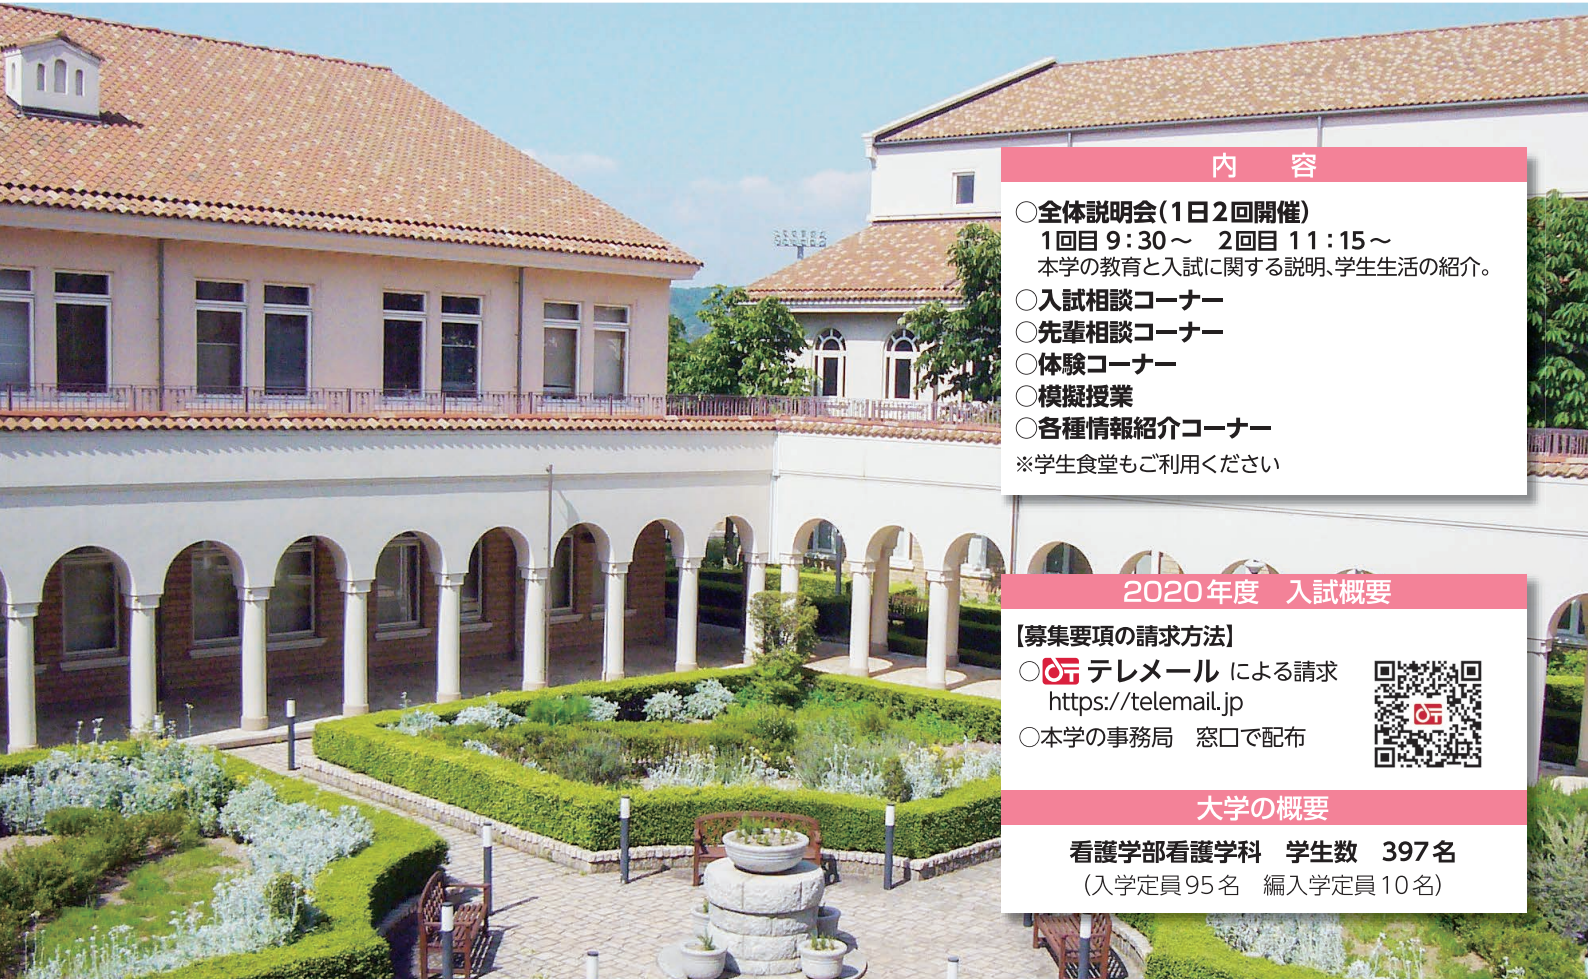 内　容
○全体説明会（1日2回開催）
1回目 9：30～　2回目 11：15～
本学の教育と入試に関する説明、学生生活の紹介。
○入試相談コーナー
○先輩相談コーナー
○体験コーナー
○模擬授業
○各種情報紹介コーナー
※学生食堂もご利用ください
2020年度　入試概要
【募集要項の請求方法】
○テレメール による請求
https://telemail.jp
○本学の事務局　窓口で配布
大学の概要
看護学部看護学科　学生数　397名
（入学定員95名　編入学定員10名）